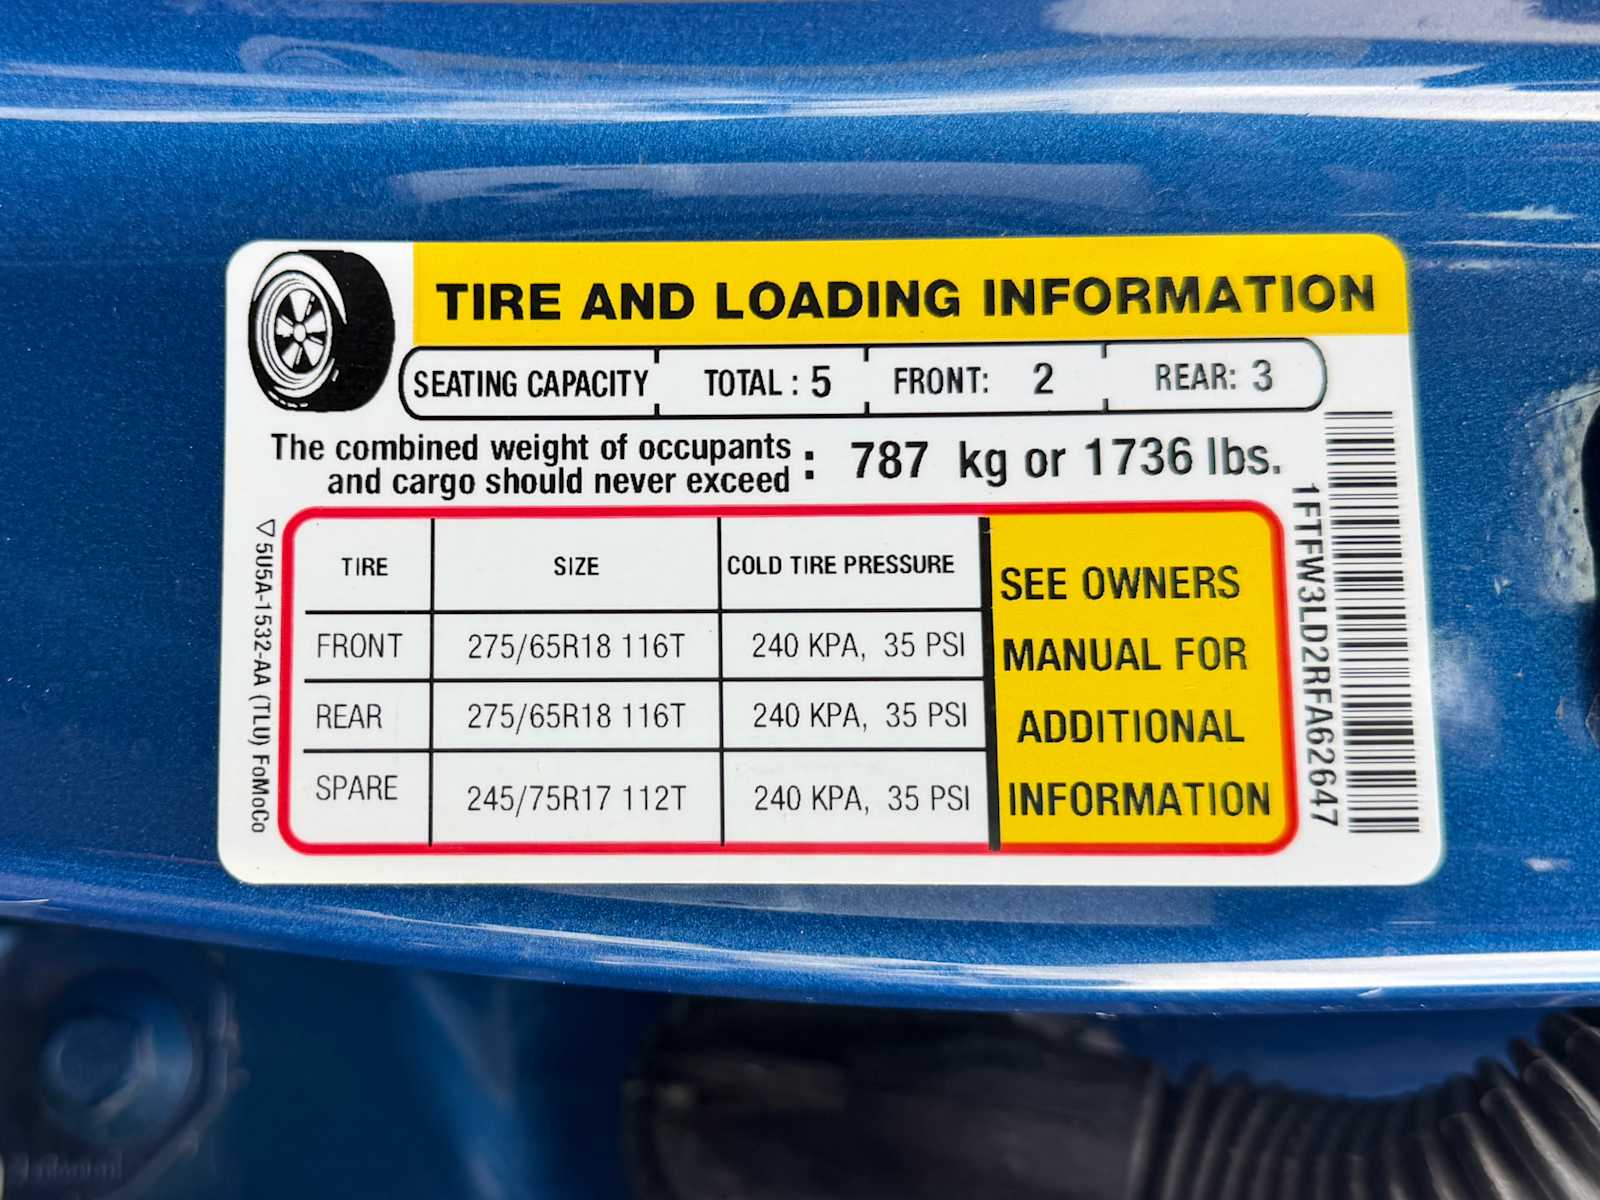 TIRE AND LOADING INFORMATION
SEATING CAPACITY TOTAL : 5 FRONT: 2 REAR: 3
The combined weight of occupants
and cargo should never exceed : 787 kg or 1736 lbs.
TIRE SIZE COLD TIRE PRESSURE
FRONT 275/65R18 116T 240 KPA, 35 PSI
REAR 275/65R18 116T 240 KPA, 35 PSI
SPARE 245/75R17 112T 240 KPA, 35 PSI
SEE OWNERS
MANUAL FOR
ADDITIONAL
INFORMATION
5U5A-1532-AA (TLU) FoMoCo
1FTFW3LD2RFA62647